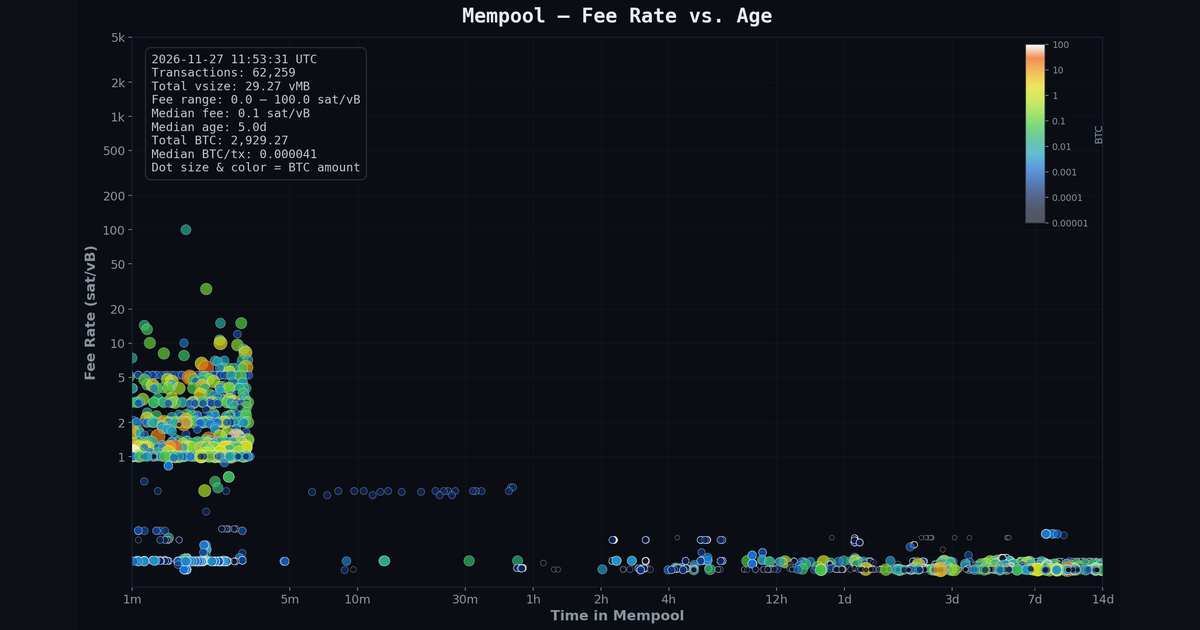 Mempool — Fee Rate vs. Age
2026-11-27 11:53:31 UTC
Transactions: 62,259
Total vsize: 29.27 vMB
Fee range: 0.0 — 100.0 sat/vB
Median fee: 0.1 sat/vB
Median age: 5.0d
Total BTC: 2,929.27
Median BTC/tx: 0.000041
Dot size & color = BTC amount
100
10
1
0.1
0.01
0.001
0.0001
0.00001
BTC
Fee Rate (sat/vB)
5k
2k
1k
500
200
100
50
20
10
5
2
1
1m
5m
10m
30m
1h
2h
4h
12h
1d
3d
7d
14d
Time in Mempool